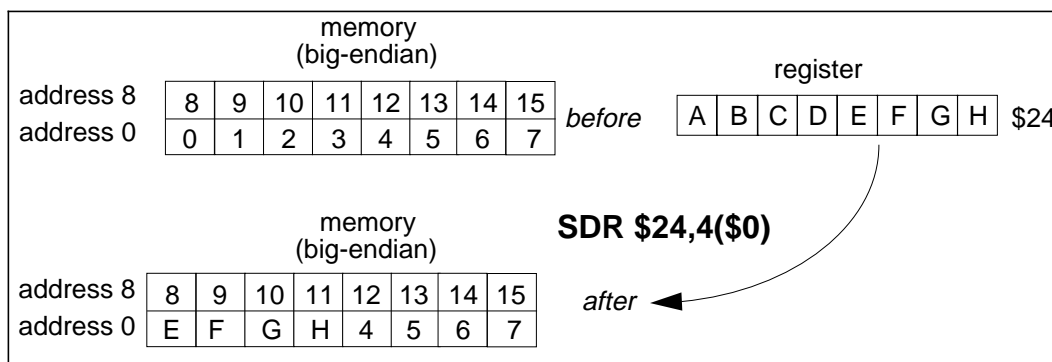 memory
(big-endian)
register
address 8 8 9 10 11 12 13 14 15
address 0 0 1 2 3 4 5 6 7
before
A B C D E F G H $24
SDR $24,4($0)
memory
(big-endian)
address 8 8 9 10 11 12 13 14 15
address 0 E F G H 4 5 6 7
after